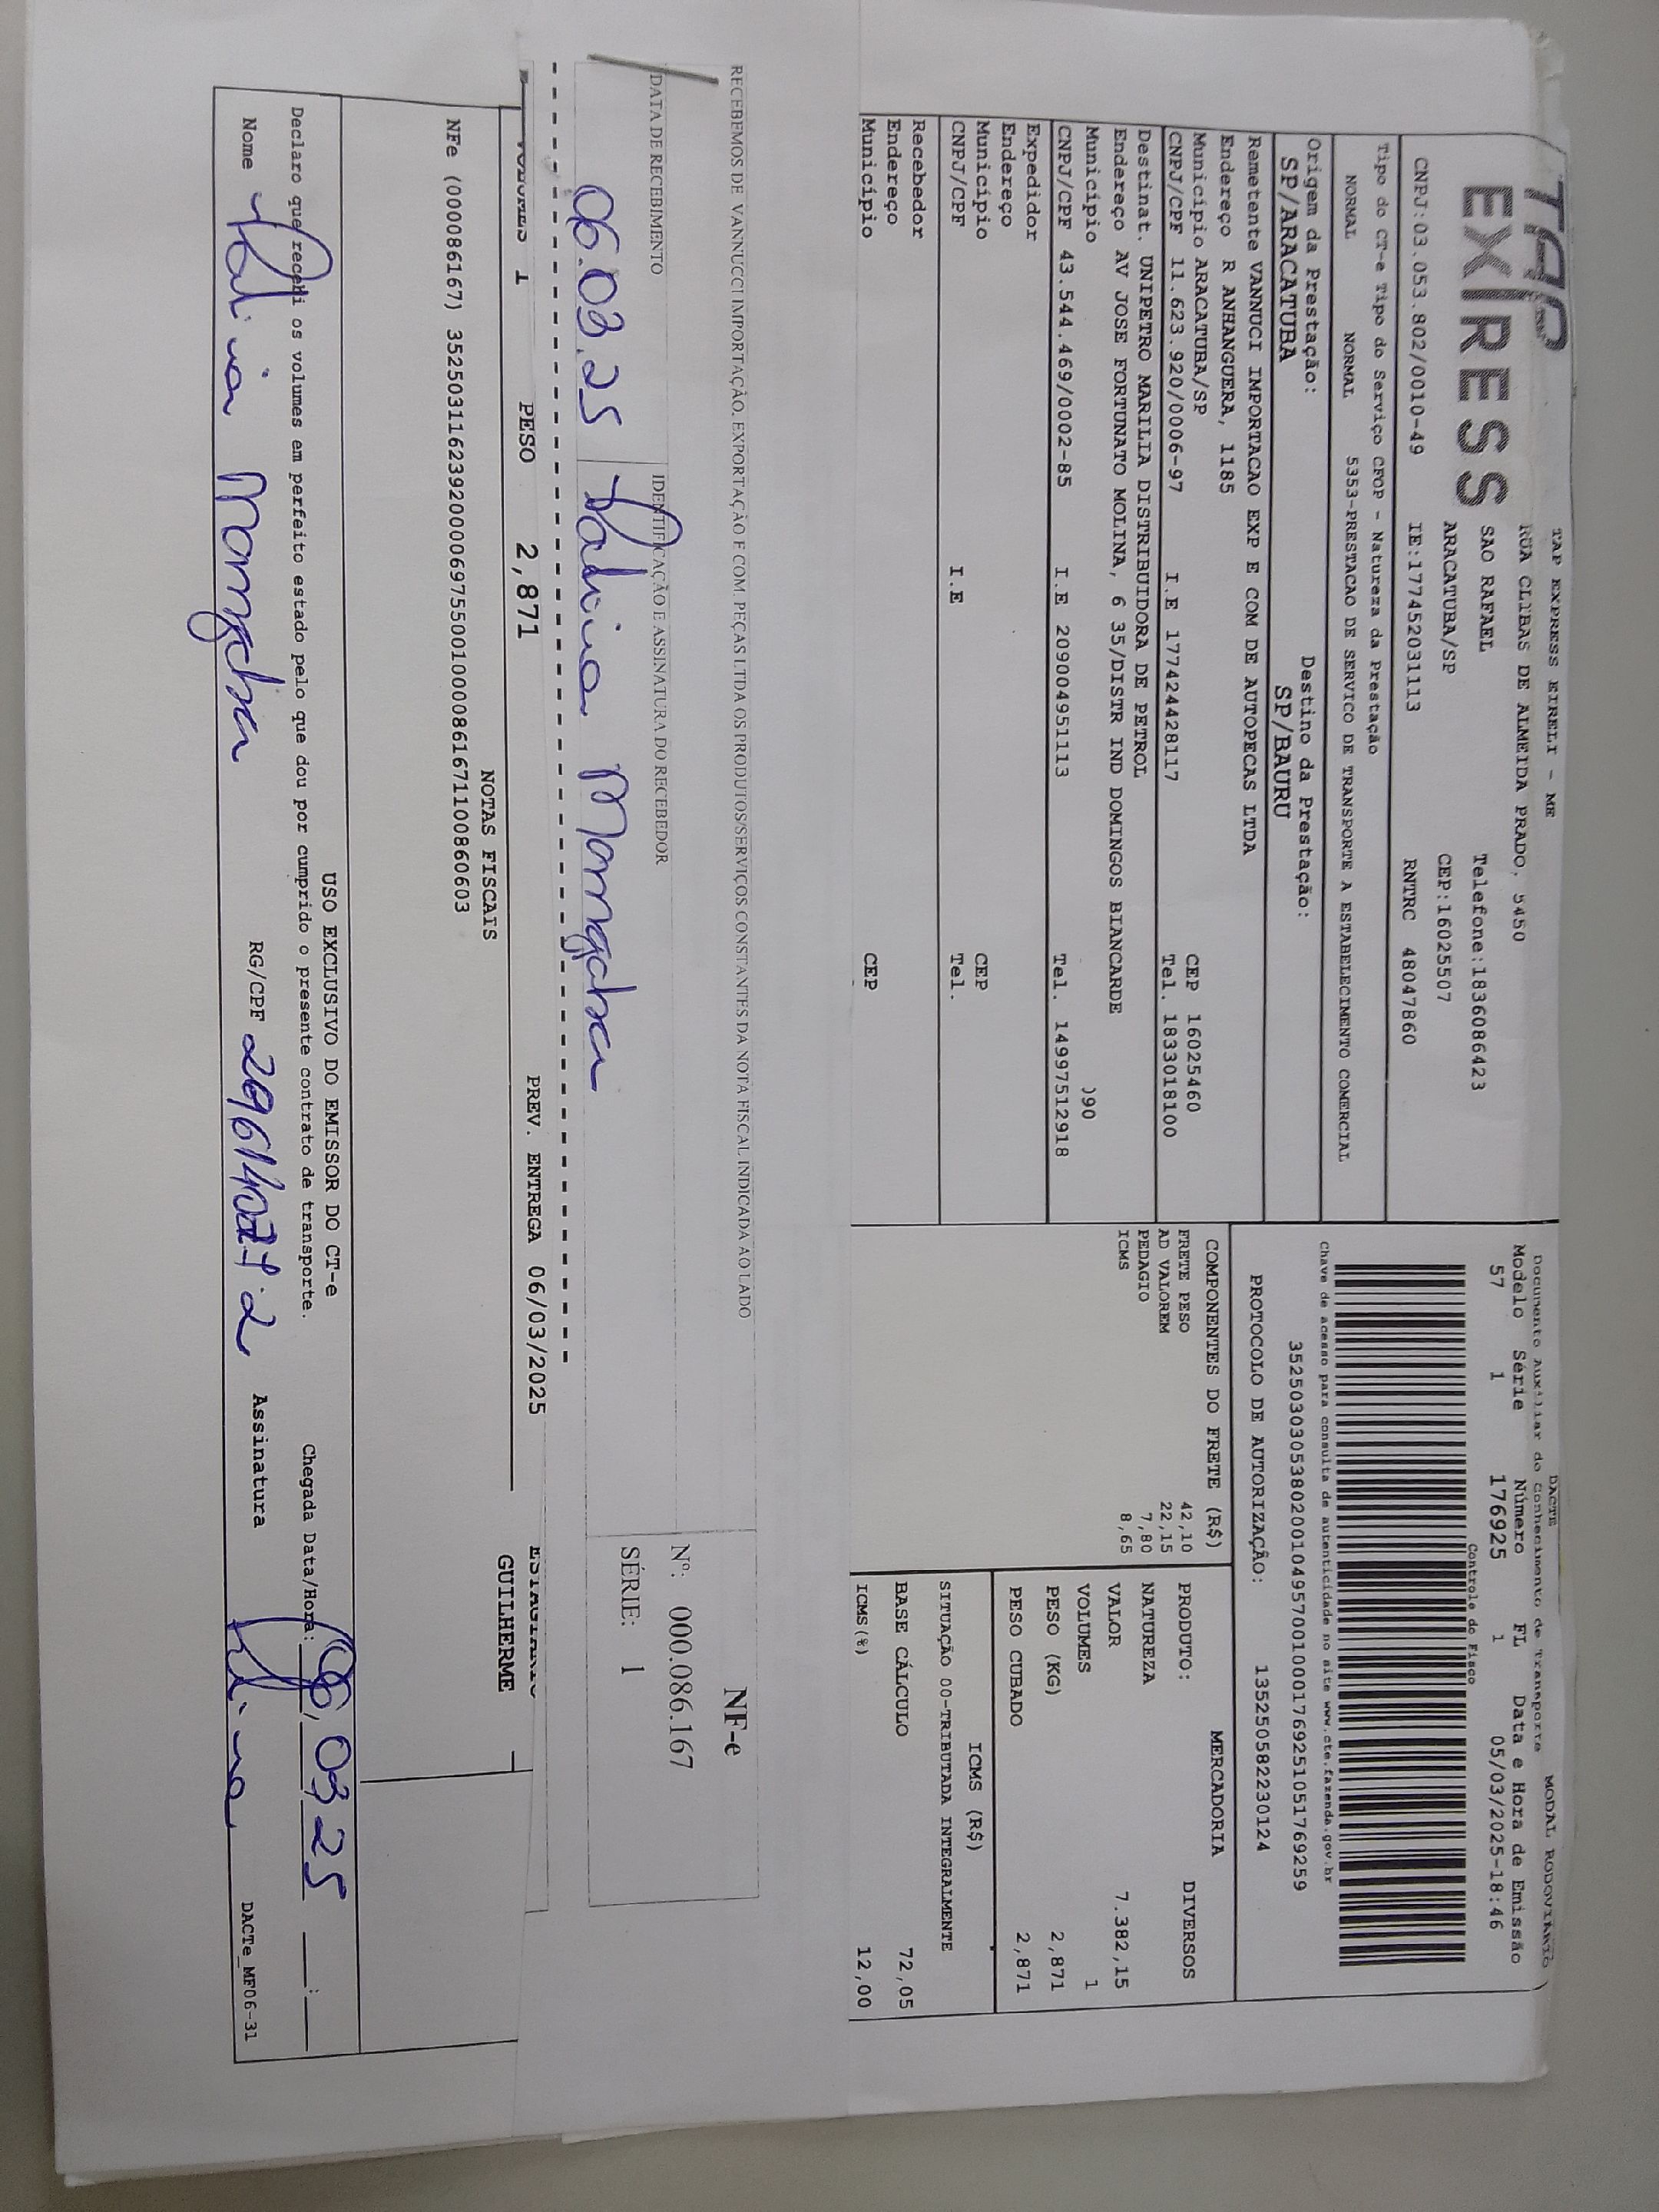 TAP EXPRESS
TAP EXPRESS EIRELI - ME
RUA CLIBAS DE ALMEIDA PRADO, 5450
SAO RAFAEL Telefone:1836086423
ARACATUBA/SP CEP:16025507
CNPJ:03.053.802/0010-49 IE:177452031113 RNTRC 48047860
DACTE MODAL RODOVIÁRIO
Documento Auxiliar do Conhecimento de Transporte
Modelo Série Número FL Data e Hora de Emissão
57 1 176925 1 05/03/2025-18:46
Controle do Fisco
Tipo do CT-e Tipo do Serviço CFOP - Natureza da Prestação
NORMAL NORMAL 5353-PRESTACAO DE SERVICO DE TRANSPORTE A ESTABELECIMENTO COMERCIAL
Chave de acesso para consulta de autenticidade no site www.cte.fazenda.gov.br
35250303053802001049570010001769251051769259
PROTOCOLO DE AUTORIZAÇÃO: 135250582230124
Origem da Prestação: Destino da Prestação:
SP/ARACATUBA SP/BAURU
Remetente VANNUCI IMPORTACAO EXP E COM DE AUTOPECAS LTDA
Endereço R ANHANGUERA, 1185
Município ARACATUBA/SP CEP 16025460
CNPJ/CPF 11.623.920/0006-97 I.E 177424428117 Tel. 1833018100
Destinat. UNIPETRO MARILIA DISTRIBUIDORA DE PETROL
Endereço AV JOSE FORTUNATO MOLINA, 6 35/DISTR IND DOMINGOS BIANCARDE
Município )90
CNPJ/CPF 43.544.469/0002-85 I.E 209004951113 Tel. 14997512918
Expedidor
Endereço
Município CEP
CNPJ/CPF I.E Tel.
Recebedor
Endereço
Município CEP
COMPONENTES DO FRETE (R$)
FRETE PESO 42,10
AD VALOREM 22,15
PEDAGIO 7,80
ICMS 8,65
MERCADORIA
PRODUTO: DIVERSOS
NATUREZA
VALOR 7.382,15
VOLUMES 1
PESO (KG) 2,871
PESO CUBADO 2,871
ICMS (R$)
SITUAÇÃO 00-TRIBUTADA INTEGRALMENTE
BASE CÁLCULO 72,05
ICMS(%) 12,00
RECEBEMOS DE VANNUCI IMPORTAÇÃO, EXPORTAÇÃO E COM. PEÇAS LTDA OS PRODUTOS/SERVIÇOS CONSTANTES DA NOTA FISCAL INDICADA AO LADO
DATA DE RECEBIMENTO IDENTIFICAÇÃO E ASSINATURA DO RECEBEDOR
06.03.25
NF-e
Nº: 000.086.167
SÉRIE: 1
VOLUMES 1 PESO 2,871 PREV. ENTREGA 06/03/2025
GUILHERME
NOTAS FISCAIS
NFe (000086167) 35250311623920000697550010000861671100860603
USO EXCLUSIVO DO EMISSOR DO CT-e
Declaro que recebi os volumes em perfeito estado pelo que dou por cumprido o presente contrato de transporte. Chegada Data/Hora: 06,03 25 __:__
Nome RG/CPF Assinatura DACTe_MF06-31